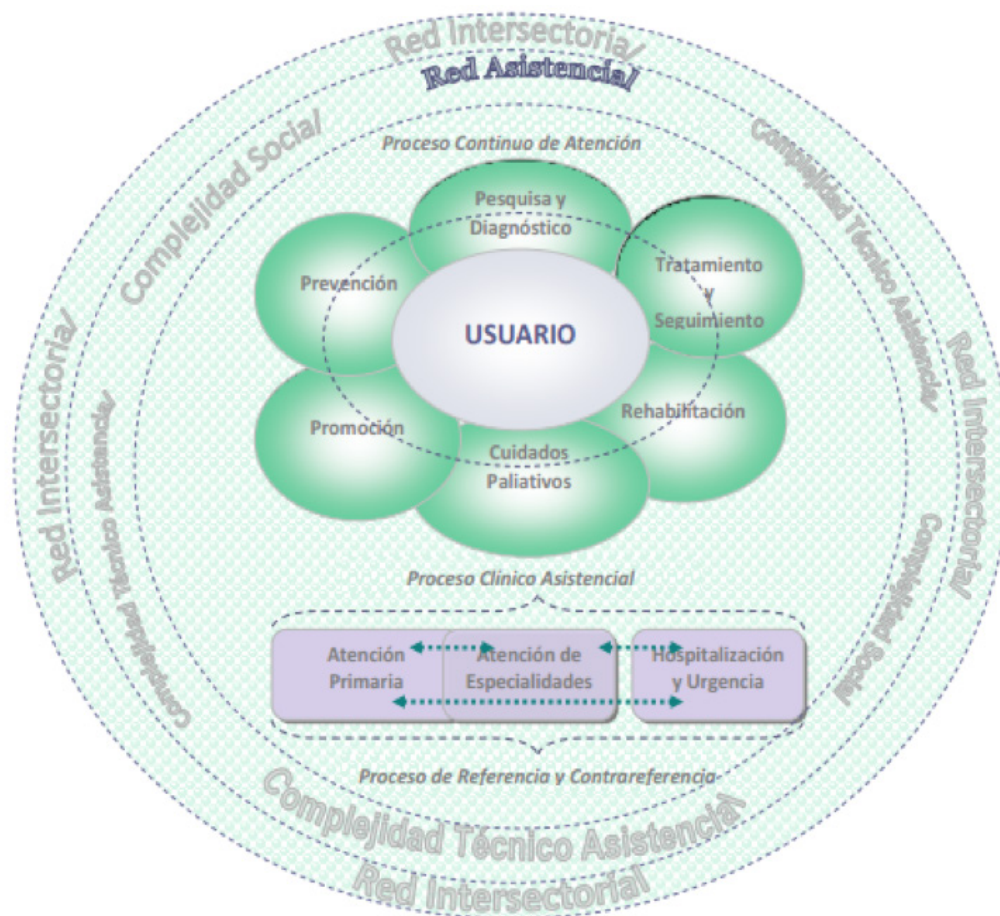 Red Intersectorial
Red Asistencial
Complejidad Social
Complejidad Técnico Asistencial
Proceso Continuo de Atención
Pesquisa y
Diagnóstico
Prevención
Tratamiento
y
Seguimiento
USUARIO
Promoción
Rehabilitación
Cuidados
Paliativos
Red Intersectorial
Complejidad Técnico Asistencial
Red Intersectorial
Complejidad Social
Proceso Clínico Asistencial
Atención
Primaria
Atención de
Especialidades
Hospitalización
y Urgencia
Proceso de Referencia y Contrareferencia
Complejidad Técnico Asistencial
Red Intersectorial